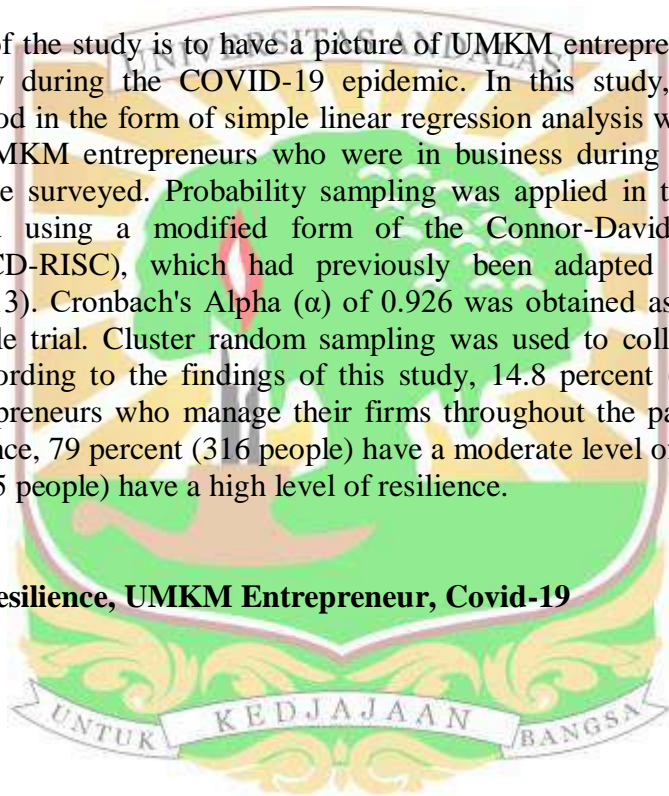 of the study is to have a picture of UMKM entrepre
UNIVERSITAS ANDALAS
y during the COVID-19 epidemic. In this study,
od in the form of simple linear regression analysis w
MKM entrepreneurs who were in business during
e surveyed. Probability sampling was applied in t
using a modified form of the Connor-David
CD-RISC), which had previously been adapted
13). Cronbach's Alpha (α) of 0.926 was obtained as
le trial. Cluster random sampling was used to coll
ording to the findings of this study, 14.8 percent
preneurs who manage their firms throughout the pa
nce, 79 percent (316 people) have a moderate level o
5 people) have a high level of resilience.
esilience, UMKM Entrepreneur, Covid-19
UNTUK KEDJAJAAN BANGSA